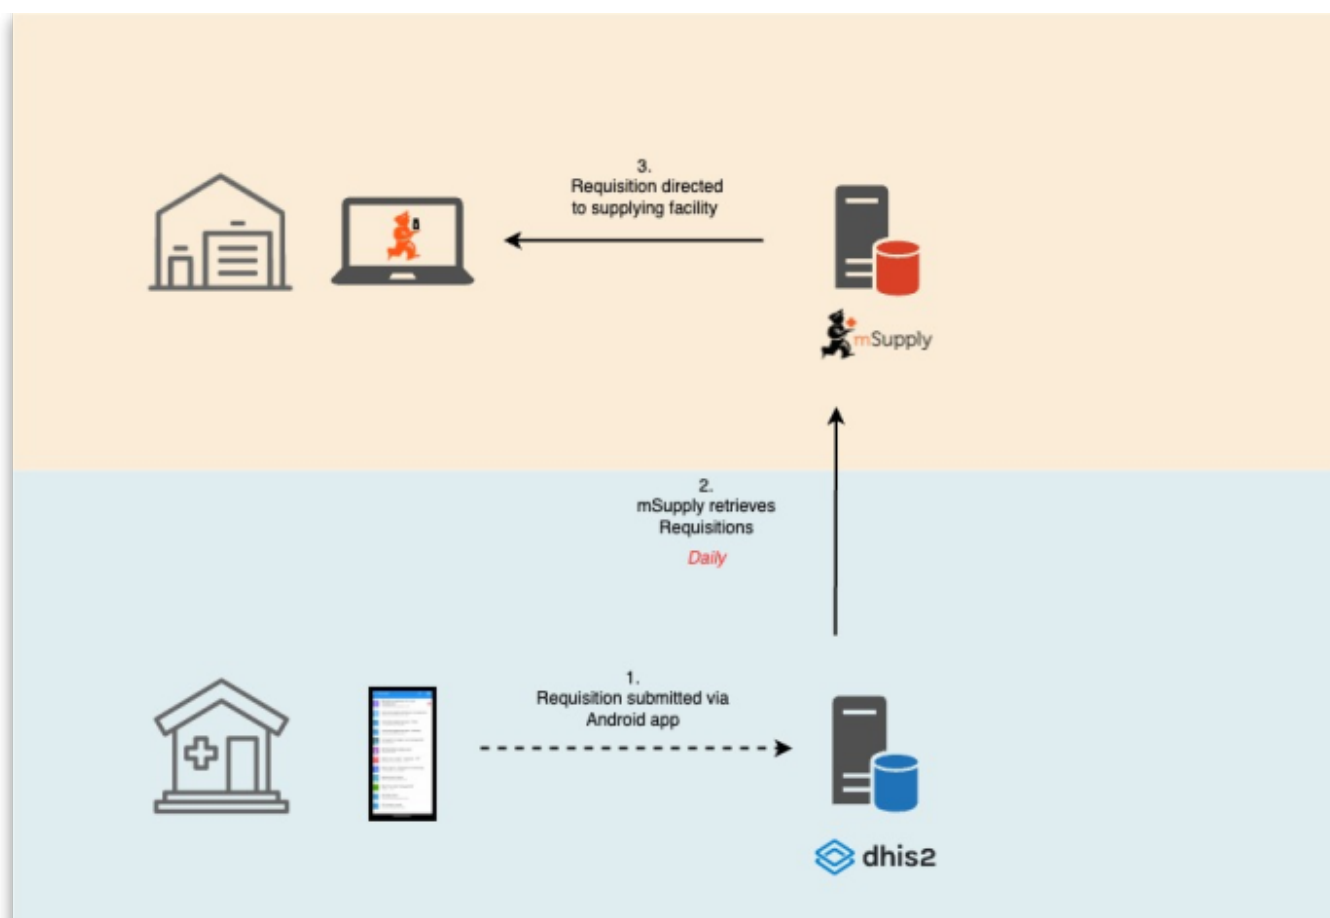 3.
Requisition directed
to supplying facility
mSupply
2.
mSupply retrieves
Requisitions
Daily
1.
Requisition submitted via
Android app
dhis2